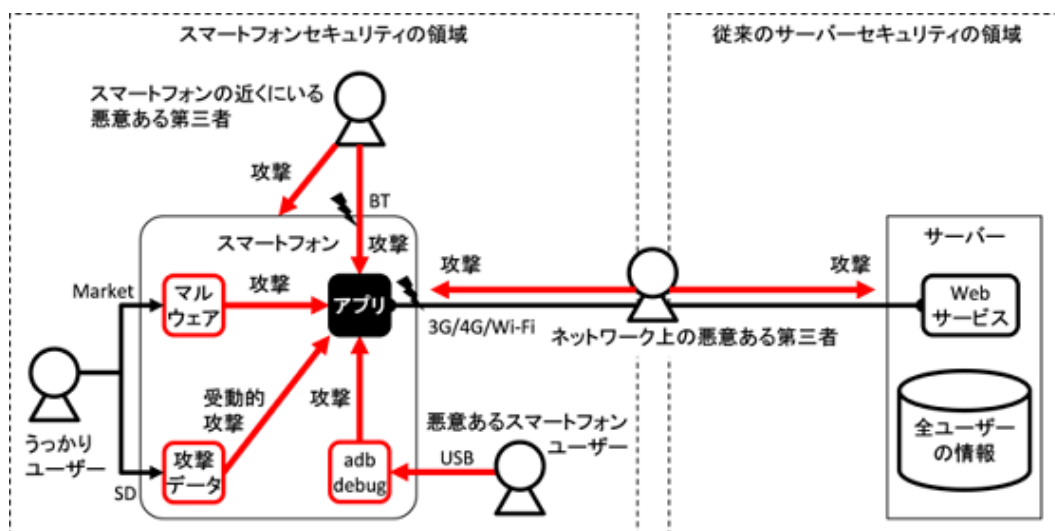 スマートフォンセキュリティの領域
従来のサーバーセキュリティの領域
スマートフォンの近くにいる
悪意ある第三者
攻撃
BT
スマートフォン
攻撃
サーバー
Market
マル
ウェア
攻撃
アプリ
攻撃
攻撃
Web
サービス
3G/4G/Wi-Fi
ネットワーク上の悪意ある第三者
うっかり
ユーザー
受動的
攻撃
攻撃
悪意あるスマートフォン
ユーザー
SD
攻撃
データ
adb
debug
USB
全ユーザー
の情報